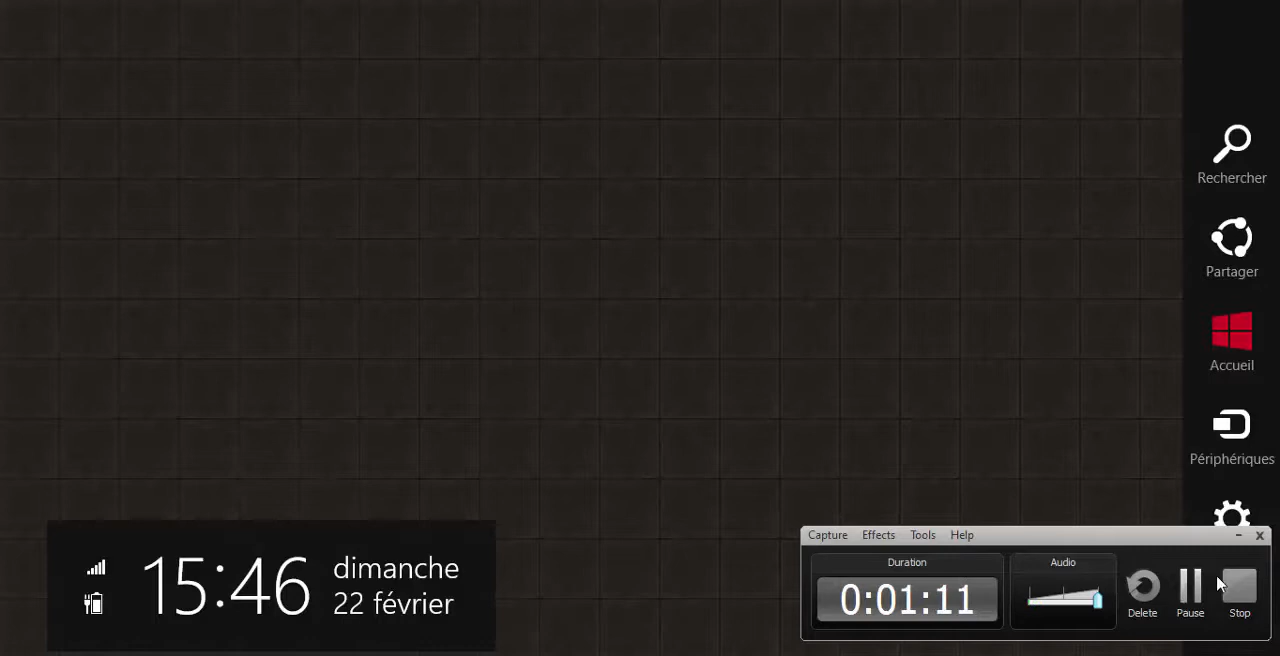 Rechercher
Partager
Accueil
Périphériques
15:46
dimanche
22 février
Capture Effects Tools Help
Duration
0:01:11
Audio
Delete
Pause
Stop